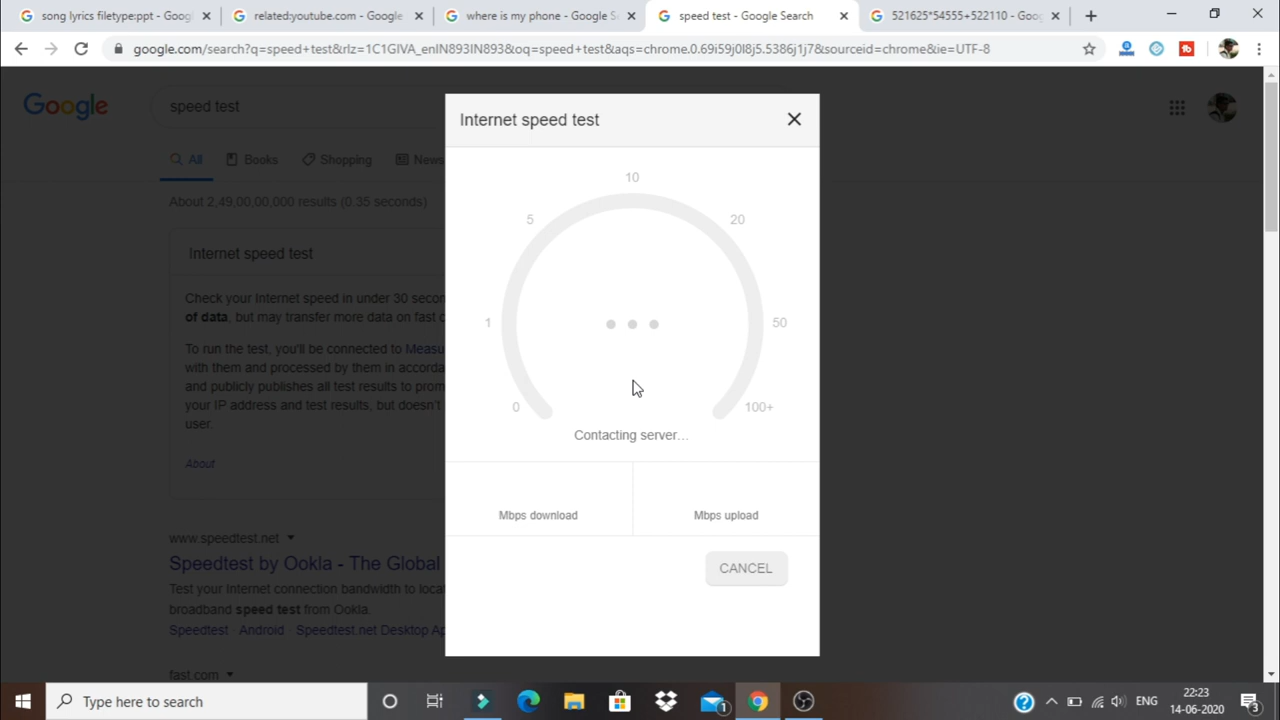 song lyrics filetype:ppt - Googl
related:youtube.com - Google
where is my phone - Google S
speed test - Google Search
521625*54555+522110 - Goog
google.com/search?q=speed+test&rlz=1C1GIVA_enIN893IN893&oq=speed+test&aqs=chrome.0.69i59j0l8j5.5386j1j7&sourceid=chrome&ie=UTF-8
Google
speed test
All
Books
Shopping
News
About 2,49,00,00,000 results (0.35 seconds)
Internet speed test
Check your Internet speed in under 30 secon
of data, but may transfer more data on fast c
To run the test, you'll be connected to Measu
with them and processed by them in accorda
and publicly publishes all test results to prom
your IP address and test results, but doesn't
user.
About
www.speedtest.net
Speedtest by Ookla - The Global
Test your Internet connection bandwidth to locat
broadband speed test from Ookla.
Speedtest · Android · Speedtest.net Desktop Ap
fast.com
Internet speed test
10
5
20
1
50
0
100+
Contacting server...
Mbps download
Mbps upload
CANCEL
Type here to search
1
ENG
22:23
14-06-2020
3